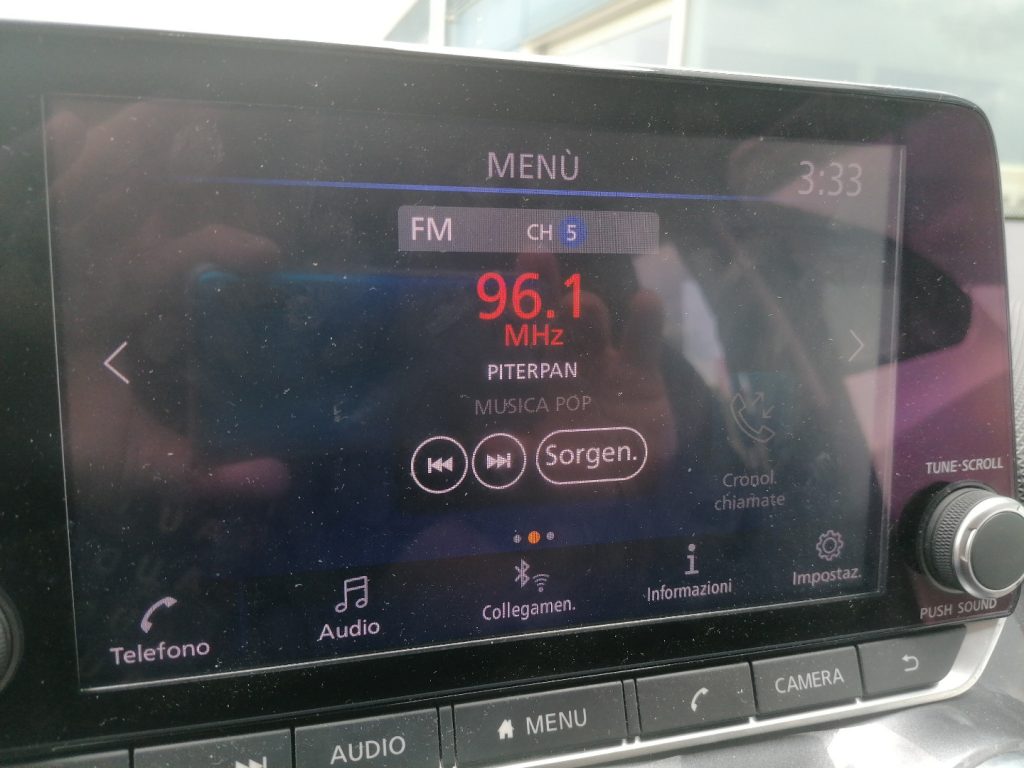 MENÙ
3:33
FM CH 5
96.1
MHz
PITERPAN
MUSICA POP
Sorgen.
Cronol.
chiamate
TUNE-SCROLL
Telefono
Audio
Collegamen.
Informazioni
Impostaz.
PUSH SOUND
AUDIO
MENU
CAMERA